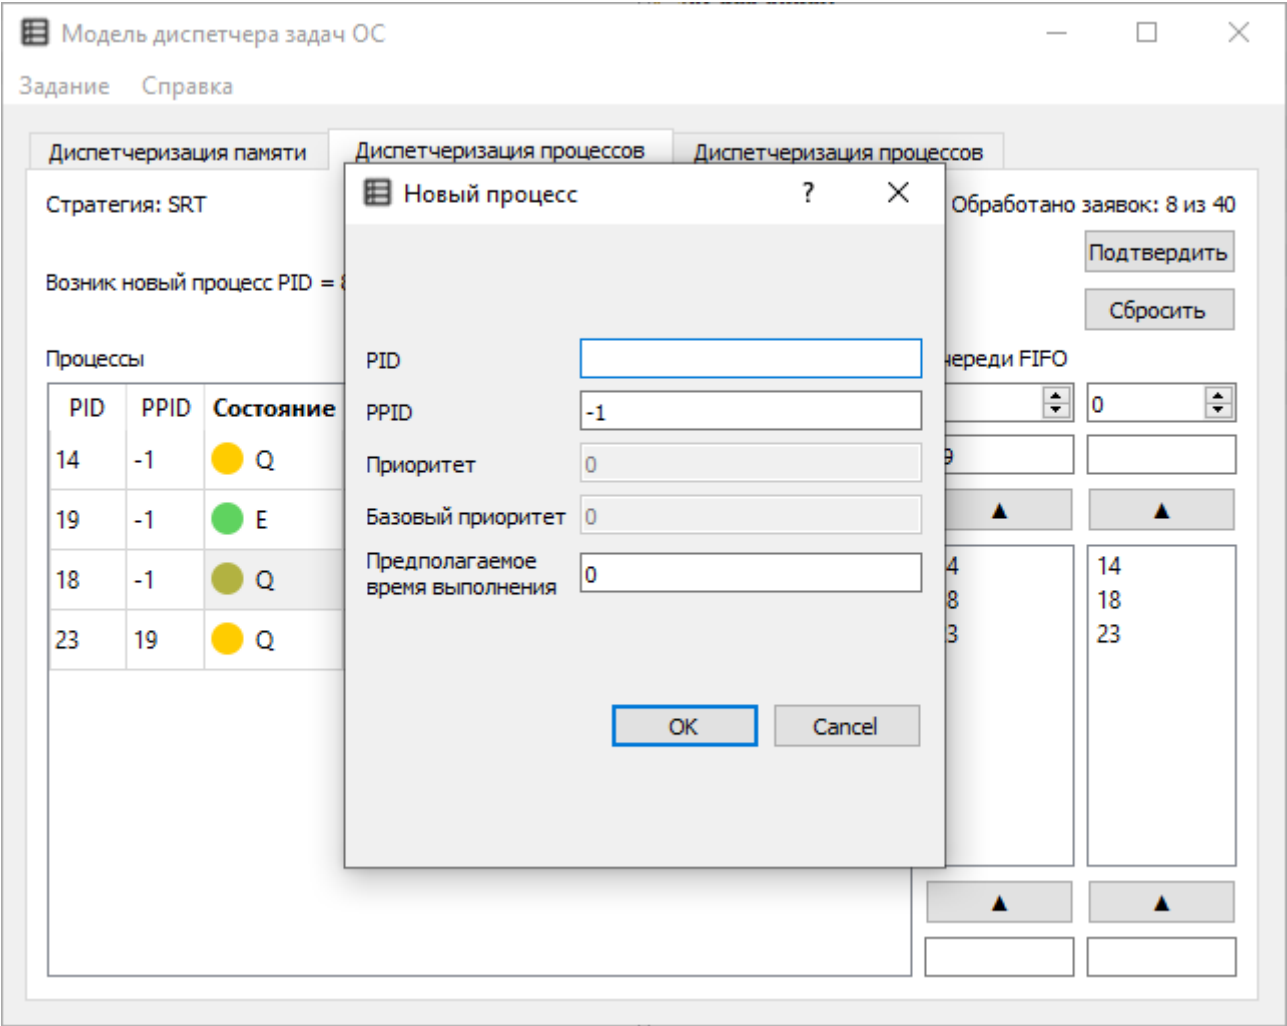 Модель диспетчера задач ОС
Задание Справка
Диспетчеризация памяти Диспетчеризация процессов Диспетчеризация процессов
Стратегия: SRT
Обработано заявок: 8 из 40
Подтвердить
Возник новый процесс PID =
Сбросить
Процессы
PID PPID Состояние
14 -1 Q
19 -1 E
18 -1 Q
23 19 Q
Новый процесс ?
PID
PPID -1
Приоритет 0
Базовый приоритет 0
Предполагаемое
время выполнения 0
OK Cancel
FIFO
0
▲ ▲
14
18
23
▲ ▲